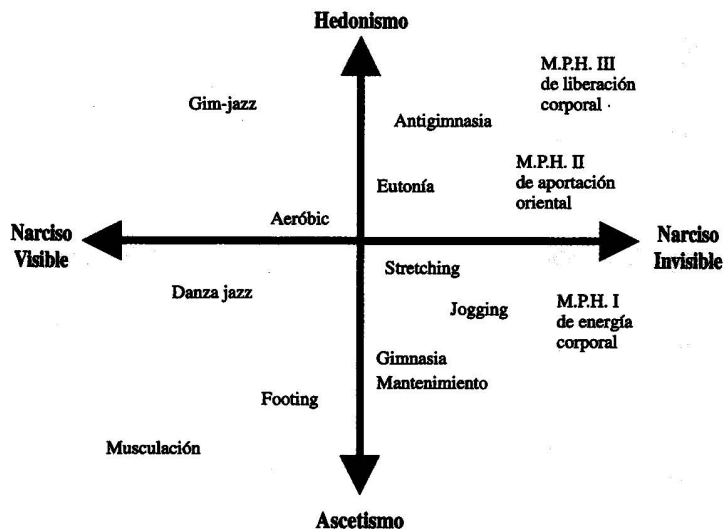 Hedonismo
M.P.H. III
de liberación
corporal
Gim-jazz
Antigimnasia
M.P.H. II
de aportación
oriental
Eutonía
Aeróbic
Narciso
Visible
Narciso
Invisible
Stretching
Danza jazz
M.P.H. I
de energía
corporal
Jogging
Gimnasia
Mantenimiento
Footing
Musculación
Ascetismo